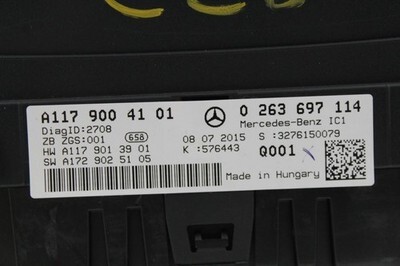 A117 900 41 01
DiagID:2708
ZB ZGS:001 658
HW A117 901 39 01
SW A172 902 51 05
08 07 2015
K :576443
0 263 697 114
Mercedes-Benz IC1
S :3276150079
Q001
Made in Hungary